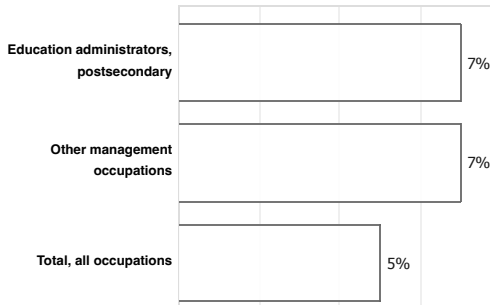 Education administrators,
postsecondary
7%
Other management
occupations
7%
Total, all occupations
5%